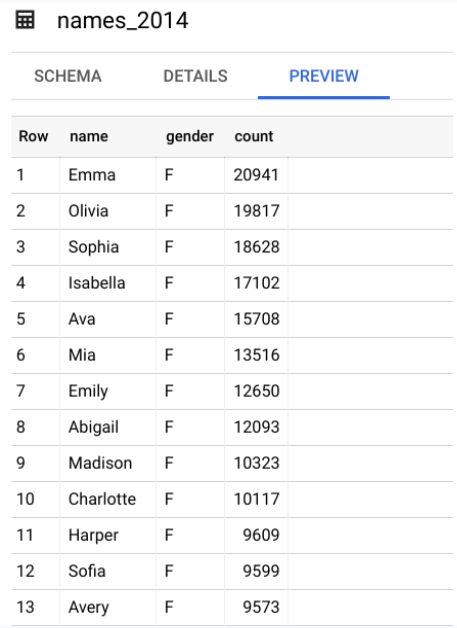 names_2014
SCHEMA DETAILS PREVIEW
Row name gender count
1 Emma F 20941
2 Olivia F 19817
3 Sophia F 18628
4 Isabella F 17102
5 Ava F 15708
6 Mia F 13516
7 Emily F 12650
8 Abigail F 12093
9 Madison F 10323
10 Charlotte F 10117
11 Harper F 9609
12 Sofia F 9599
13 Avery F 9573